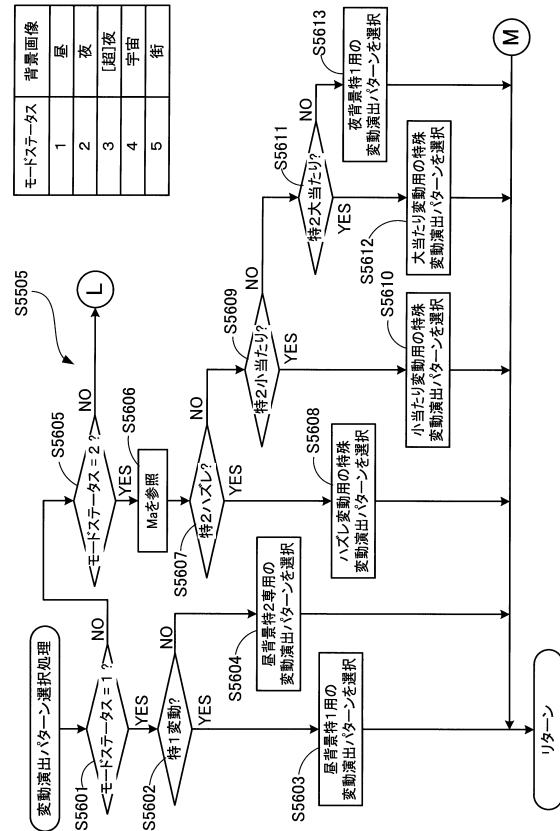 S5505
変動演出パターン選択処理
S5601
モードステータス=1?
NO
YES
S5602
特1変動?
NO
YES
S5603
昼背景特1用の
変動演出パターンを選択
S5604
昼背景特2専用の
変動演出パターンを選択
S5605
モードステータス=2?
NO
L
YES
S5606
Maを参照
S5607
特2ハズレ?
NO
YES
S5608
ハズレ変動用の特殊
変動演出パターンを選択
S5609
特2小当たり?
NO
YES
S5610
小当たり変動用の特殊
変動演出パターンを選択
S5611
特2大当たり?
NO
YES
S5612
大当たり変動用の特殊
変動演出パターンを選択
S5613
夜背景特1用の
変動演出パターンを選択
M
リターン
モードステータス 背景画像
1 昼
2 夜
3 [超]夜
4 宇宙
5 街